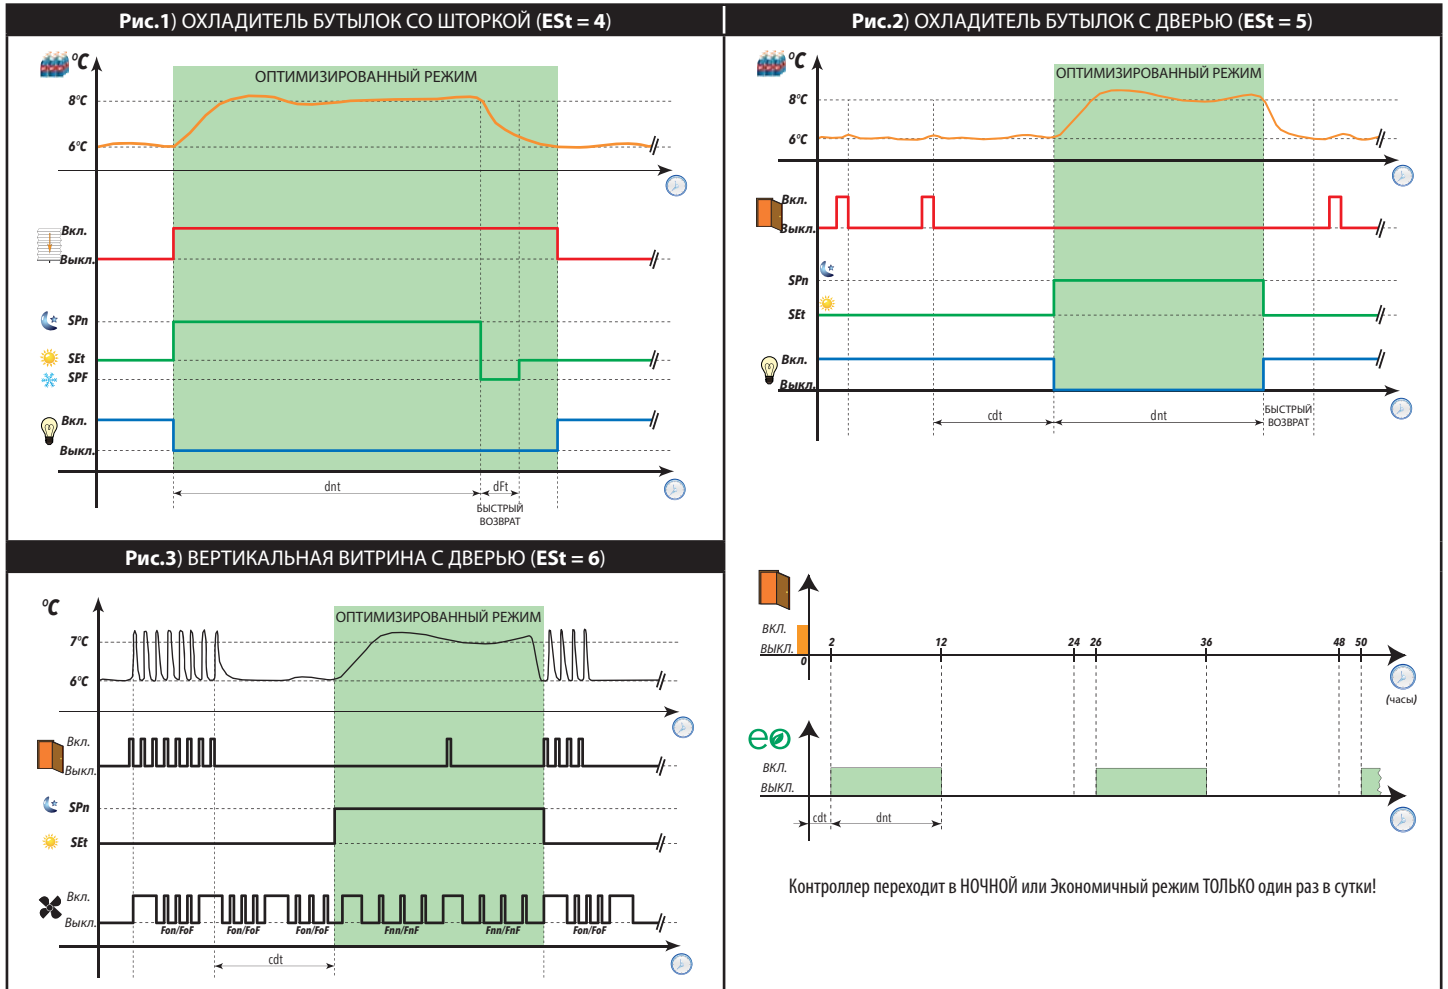 Рис.1) ОХЛАДИТЕЛЬ БУТЫЛОК СО ШТОРКОЙ (ESt = 4)
°C
ОПТИМИЗИРОВАННЫЙ РЕЖИМ
8°C
6°C
Вкл.
Выкл.
SPn
SEt
SPF
Вкл.
Выкл.
dnt
dFt
БЫСТРЫЙ
ВОЗВРАТ
Рис.2) ОХЛАДИТЕЛЬ БУТЫЛОК С ДВЕРЬЮ (ESt = 5)
°C
ОПТИМИЗИРОВАННЫЙ РЕЖИМ
8°C
6°C
Вкл.
Выкл.
SPn
SEt
Вкл.
Выкл.
cdt
dnt
БЫСТРЫЙ
ВОЗВРАТ
Рис.3) ВЕРТИКАЛЬНАЯ ВИТРИНА С ДВЕРЬЮ (ESt = 6)
°C
ОПТИМИЗИРОВАННЫЙ РЕЖИМ
7°C
6°C
Вкл.
Выкл.
SPn
SEt
Вкл.
Выкл.
Fon/FoF Fon/FoF Fon/FoF Fnn/FnF Fnn/FnF Fon/FoF
cdt
ВКЛ.
ВЫКЛ.
0 2 12 24 26 36 48 50
(часы)
eo
ВКЛ.
ВЫКЛ.
cdt dnt
Контроллер переходит в НОЧНОЙ или Экономичный режим ТОЛЬКО один раз в сутки!